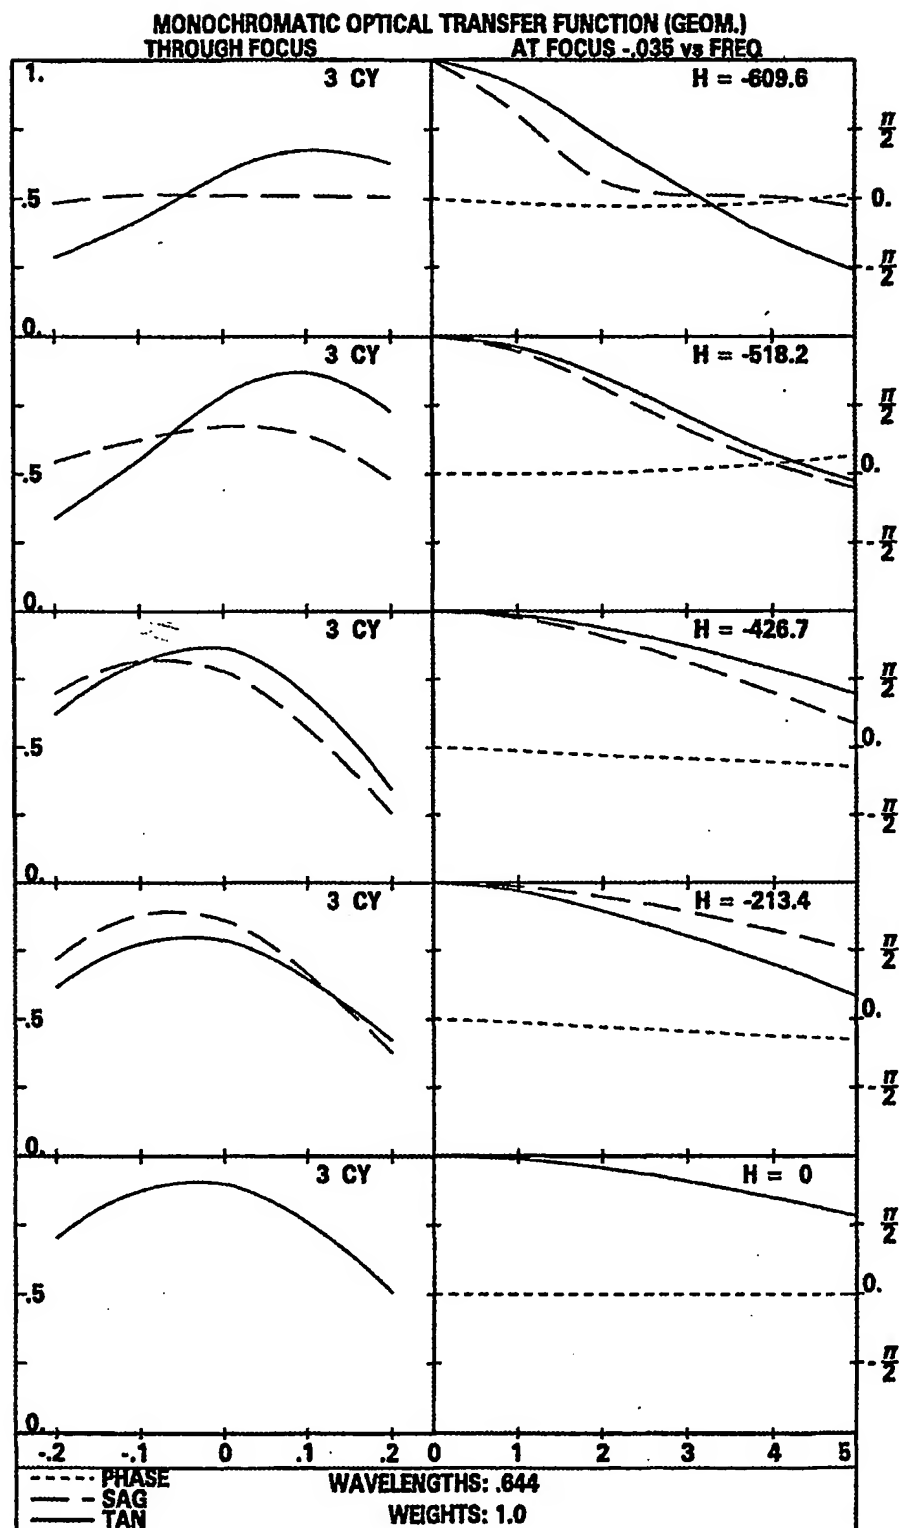 MONOCHROMATIC OPTICAL TRANSFER FUNCTION (GEOM.)
THROUGH FOCUS AT FOCUS -.035 vs FREQ
1. 3 CY H = -609.6
π/2
.5 0.
-π/2
0.
3 CY H = -518.2
π/2
.5 0.
-π/2
0.
3 CY H = -426.7
π/2
.5 0.
-π/2
0.
3 CY H = -213.4
π/2
.5 0.
-π/2
0.
3 CY H = 0
π/2
.5 0.
-π/2
0.
-.2 -.1 0 .1 .2 0 1 2 3 4 5
PHASE WAVELENGTHS: .644
SAG
TAN WEIGHTS: 1.0